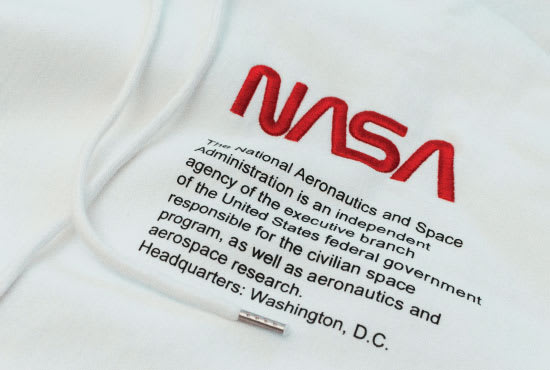 NASA
The National Aeronautics and Space
Administration is an independent
agency of the executive branch
of the United States federal government
responsible for the civilian space
program, as well as aeronautics and
aerospace research.
Headquarters: Washington, D.C.